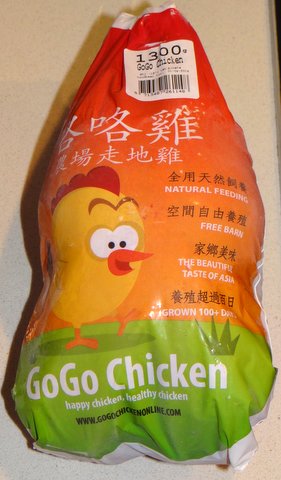 1300g
GoGo Chicken
咯咯雞
農場走地雞
全用天然飼養
NATURAL FEEDING
空間自由養殖
FREE BARN
家鄉美味
THE BEAUTIFUL
TASTE OF ASIA
養殖超過百日
GROWN 100+ DAYS
GoGo Chicken
happy chicken, healthy chicken
WWW.GOGOCHICKENONLINE.COM